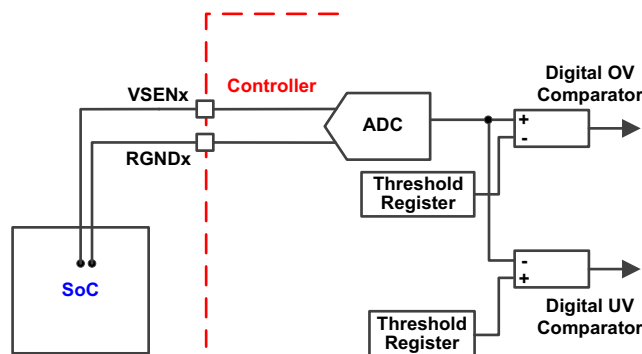 Digital OV
Comparator
VSENx
Controller
ADC
+
-
RGNDx
Threshold
Register
SoC
-
+
Digital UV
Comparator
Threshold
Register